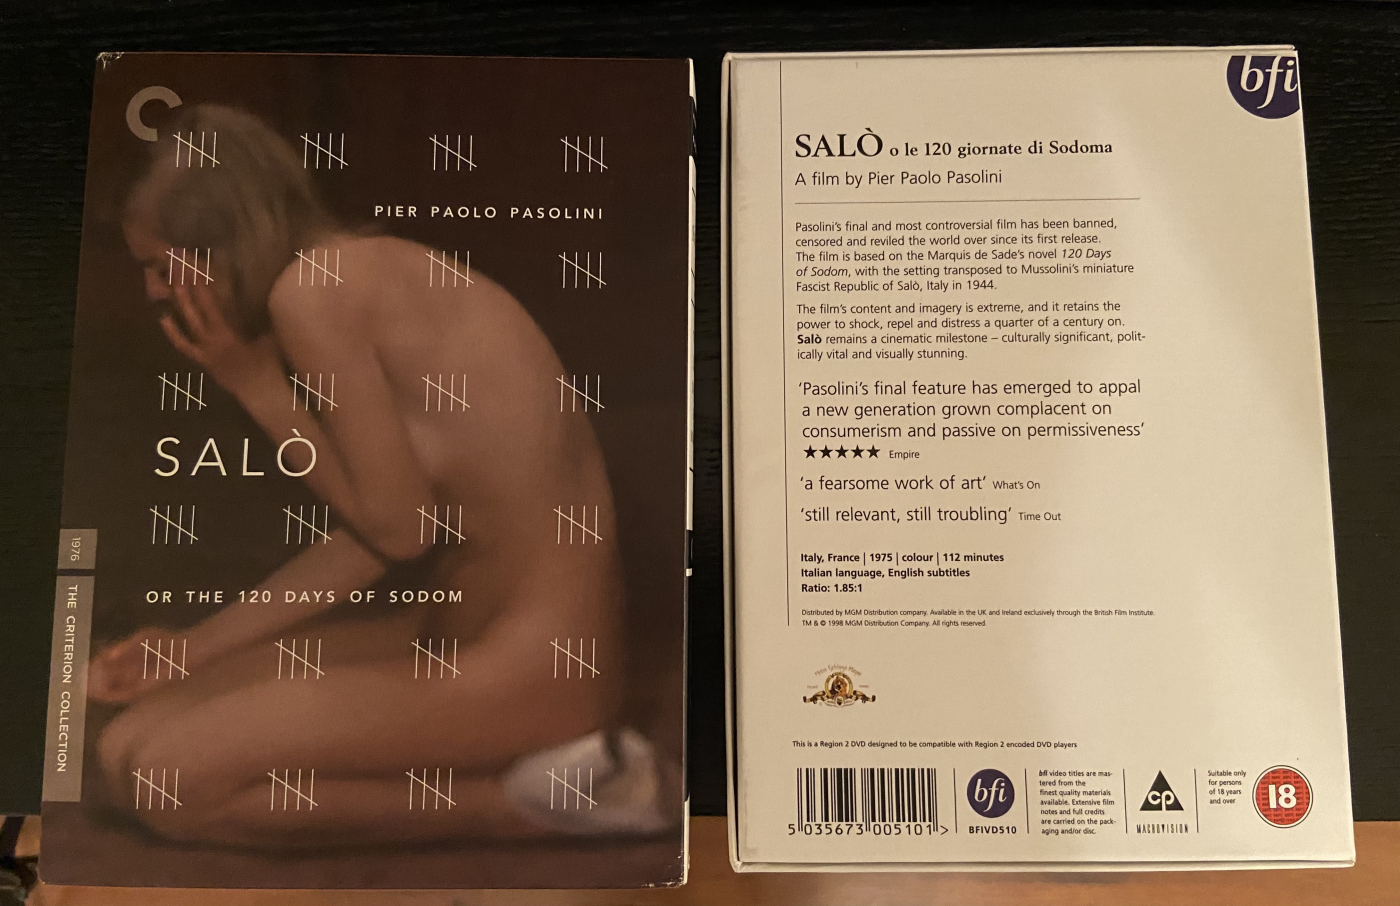 PIER PAOLO PASOLINI
SALÒ
OR THE 120 DAYS OF SODOM
1976
THE CRITERION COLLECTION
bfi
SALÒ o le 120 giornate di Sodoma
A film by Pier Paolo Pasolini
Pasolini's final and most controversial film has been banned,
censored and reviled the world over since its first release.
The film is based on the Marquis de Sade's novel 120 Days
of Sodom, with the setting transposed to Mussolini's miniature
Fascist Republic of Salò, Italy in 1944.
The film's content and imagery is extreme, and it retains the
power to shock, repel and distress a quarter of a century on.
Salò remains a cinematic milestone – culturally significant, polit-
ically vital and visually stunning.
'Pasolini's final feature has emerged to appal
a new generation grown complacent on
consumerism and passive on permissiveness'
★★★★★ Empire
'a fearsome work of art' What's On
'still relevant, still troubling' Time Out
Italy, France | 1975 | colour | 112 minutes
Italian language, English subtitles
Ratio: 1.85:1
Distributed by MGM Distribution company. Available in the UK and Ireland exclusively through the British Film Institute.
TM & © 1998 MGM Distribution Company. All rights reserved.
This is a Region 2 DVD designed to be compatible with Region 2 encoded DVD players
5 035673 005101 >
bfi
BFIVD510
bfi video titles are mas-
tered from the
finest quality materials
available. Extensive film
notes and full credits
are carried on the pack-
aging and/or disc.
cp
MACROVISION
Suitable only
for persons
of 18 years
and over
18